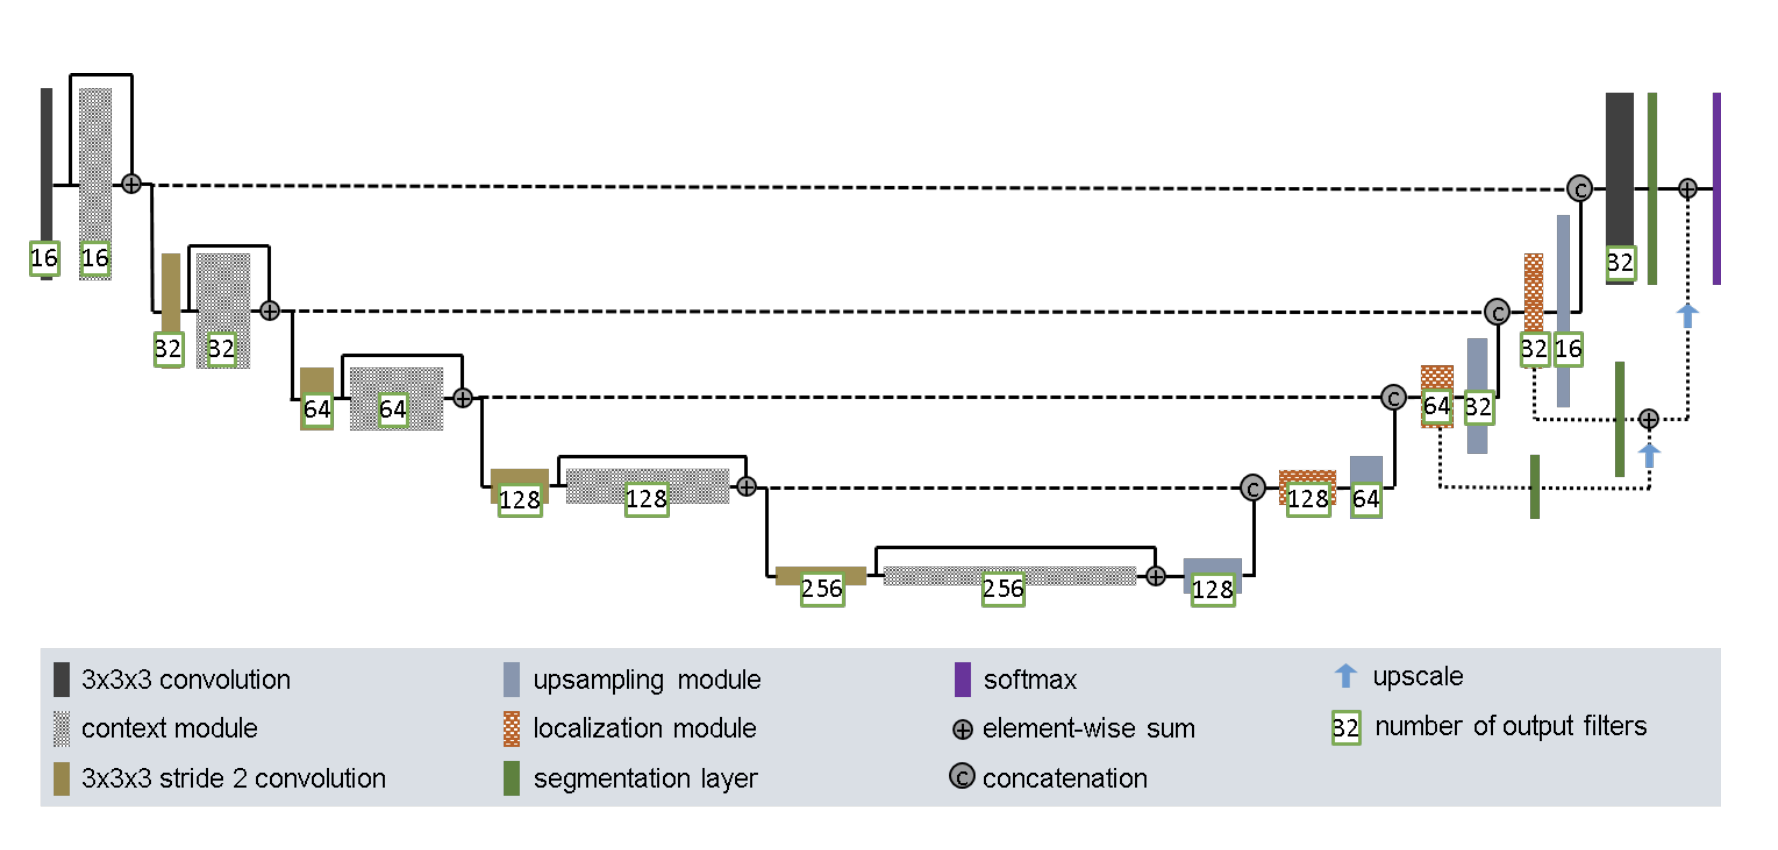 16 16
32 32
64 64
128 128
256 256
128
128 64
64 32
32 16
32
3x3x3 convolution
context module
3x3x3 stride 2 convolution
upsampling module
localization module
segmentation layer
softmax
+ element-wise sum
C concatenation
upscale
32 number of output filters